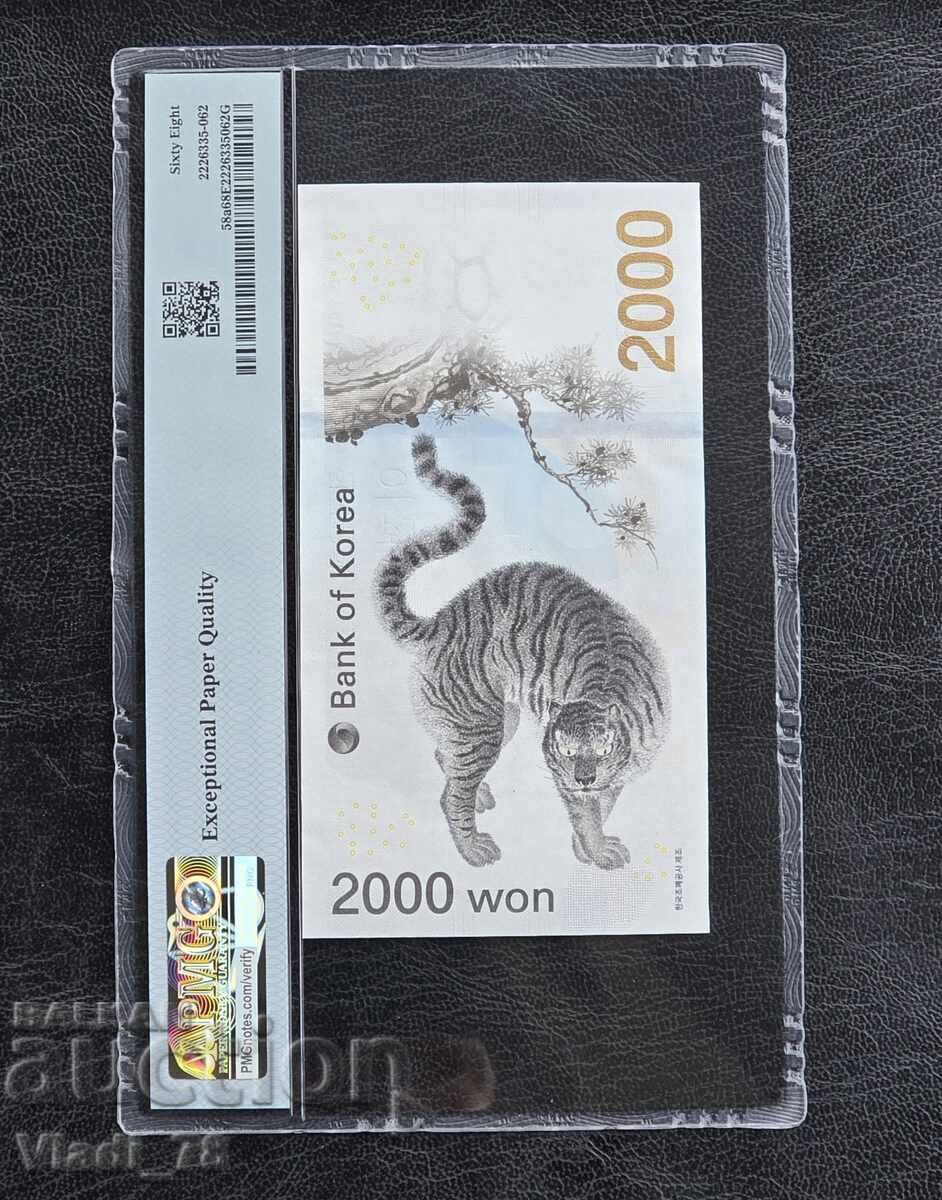 Sixty Eight
2226335-062
58a68E2226335062G
Exceptional Paper Quality
PMG
PMGnotes.com/verify
2000
Bank of Korea
2000 won
한국조폐공사 제조
БАЛКАН
auction
Vladi_78